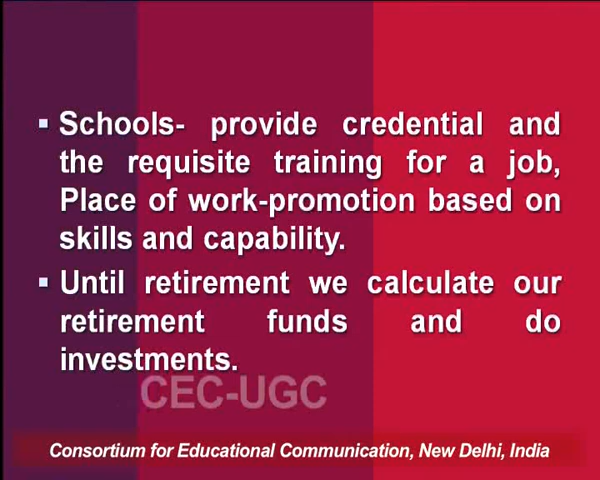 ▪ Schools- provide credential and
the requisite training for a job,
Place of work-promotion based on
skills and capability.
▪ Until retirement we calculate our
retirement funds and do
investments.
CEC-UGC
Consortium for Educational Communication, New Delhi, India